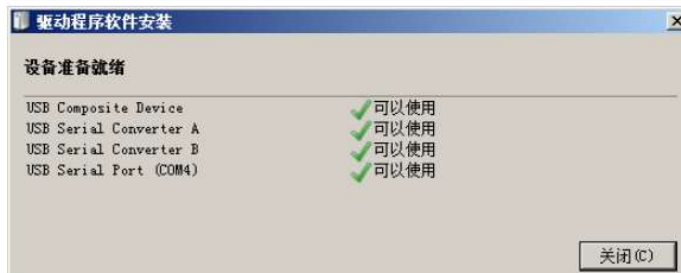 驱动程序软件安装
设备准备就绪
USB Composite Device 可以使用
USB Serial Converter A 可以使用
USB Serial Converter B 可以使用
USB Serial Port (COM4) 可以使用
关闭(C)